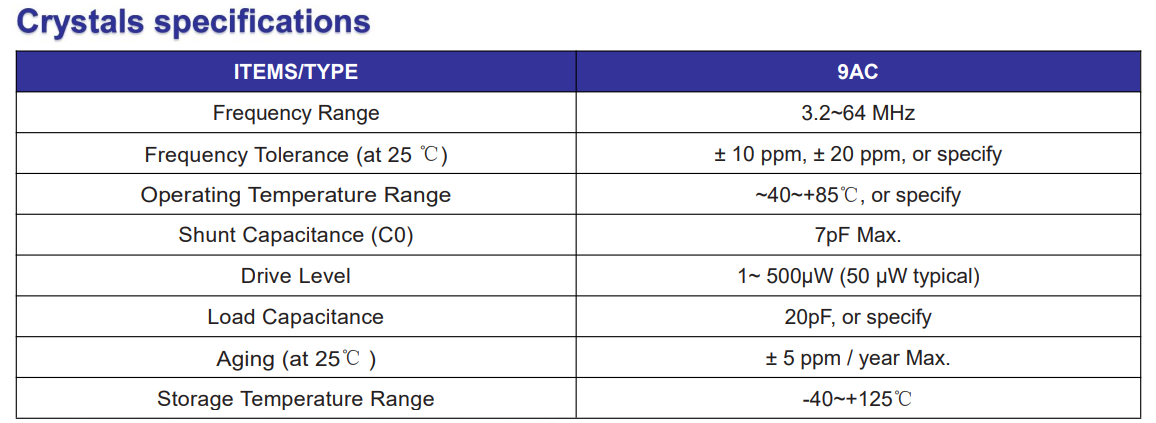 Crystals specifications
ITEMS/TYPE 9AC
Frequency Range 3.2~64 MHz
Frequency Tolerance (at 25 ℃) ± 10 ppm, ± 20 ppm, or specify
Operating Temperature Range ~40~+85℃, or specify
Shunt Capacitance (C0) 7pF Max.
Drive Level 1~ 500µW (50 µW typical)
Load Capacitance 20pF, or specify
Aging (at 25℃ ) ± 5 ppm / year Max.
Storage Temperature Range -40~+125℃